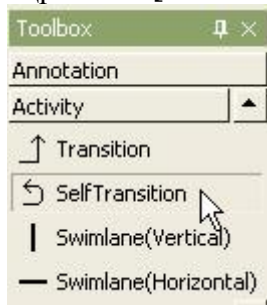 Toolbox
Annotation
Activity
Transition
SelfTransition
Swimlane(Vertical)
Swimlane(Horizontal)